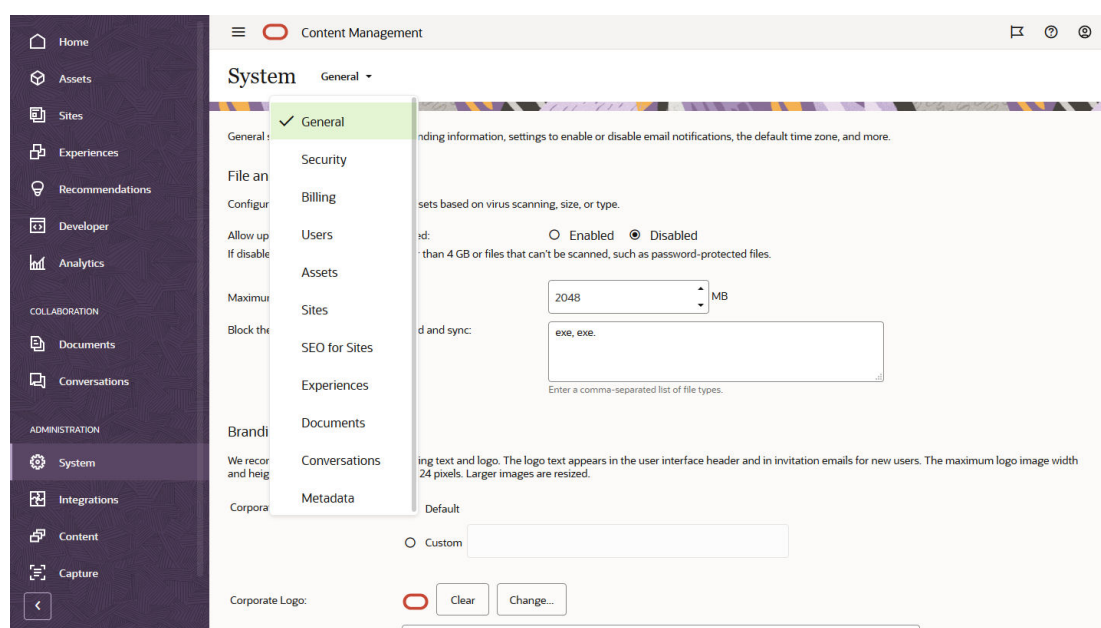 Home
Assets
Sites
Experiences
Recommendations
Developer
Analytics
COLLABORATION
Documents
Conversations
ADMINISTRATION
System
Integrations
Content
Capture
Content Management
System General
General
Security
Billing
Users
Assets
Sites
SEO for Sites
Experiences
Documents
Conversations
Metadata
General nding information, settings to enable or disable email notifications, the default time zone, and more.
File an
Configur sets based on virus scanning, size, or type.
Allow up ed: Enabled Disabled
If disable than 4 GB or files that can't be scanned, such as password-protected files.
Maximu 2048 MB
Block the d and sync: exe, exe.
Enter a comma-separated list of file types.
Brandi
We recor ing text and logo. The logo text appears in the user interface header and in invitation emails for new users. The maximum logo image width
and heig 24 pixels. Larger images are resized.
Corpora Default
Custom
Corporate Logo: Clear Change...